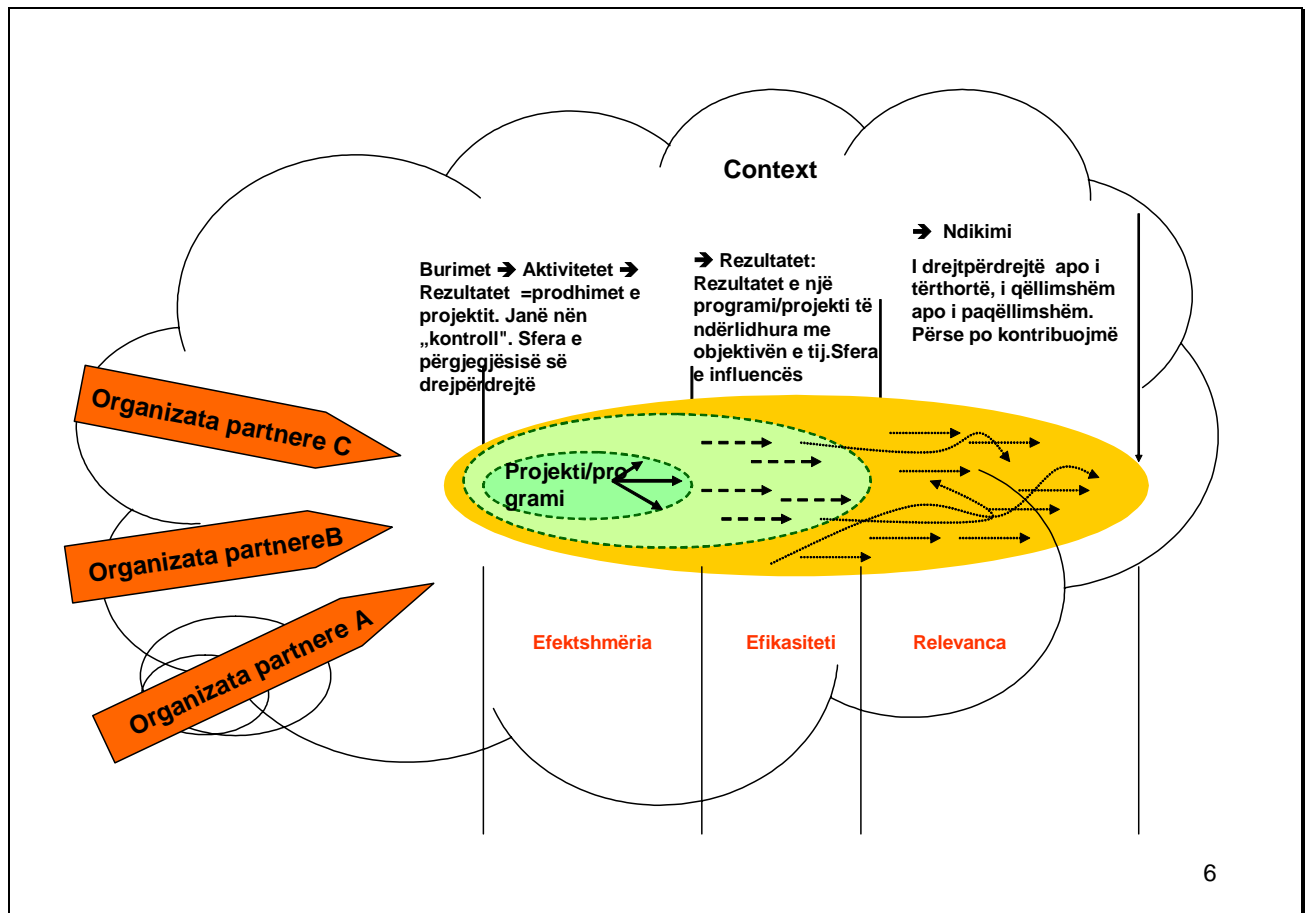 Context
Burimet ➔ Aktivitetet ➔
Rezultatet =prodhimet e
projektit. Janë nën
„kontroll". Sfera e
përgjegjësisë së
drejpërdrejtë
➔ Rezultatet:
Rezultatet e një
programi/projekti të
ndërlidhura me
objektivën e tij.Sfera
e influencës
➔ Ndikimi
I drejtpërdrejtë apo i
tërthortë, i qëllimshëm
apo i paqëllimshëm.
Përse po kontribuojmë
Organizata partnere C
Organizata partnereB
Organizata partnere A
Projekti/pro
grami
Efektshmëria
Efikasiteti
Relevanca
6